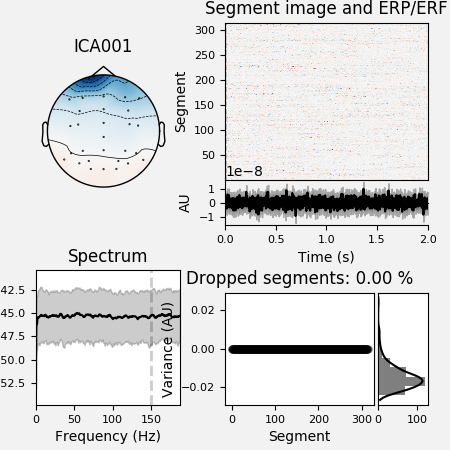 Segment image and ERP/ERF
ICA001
Segment
300
250
200
150
100
50
1e−8
AU
1
0
−1
0.0 0.5 1.0 1.5 2.0
Time (s)
Spectrum
42.5
45.0
47.5
50.0
52.5
0 50 100 150
Frequency (Hz)
Dropped segments: 0.00 %
Variance (AU)
0.02
0.00
−0.02
0 100 200 300
Segment
0 100